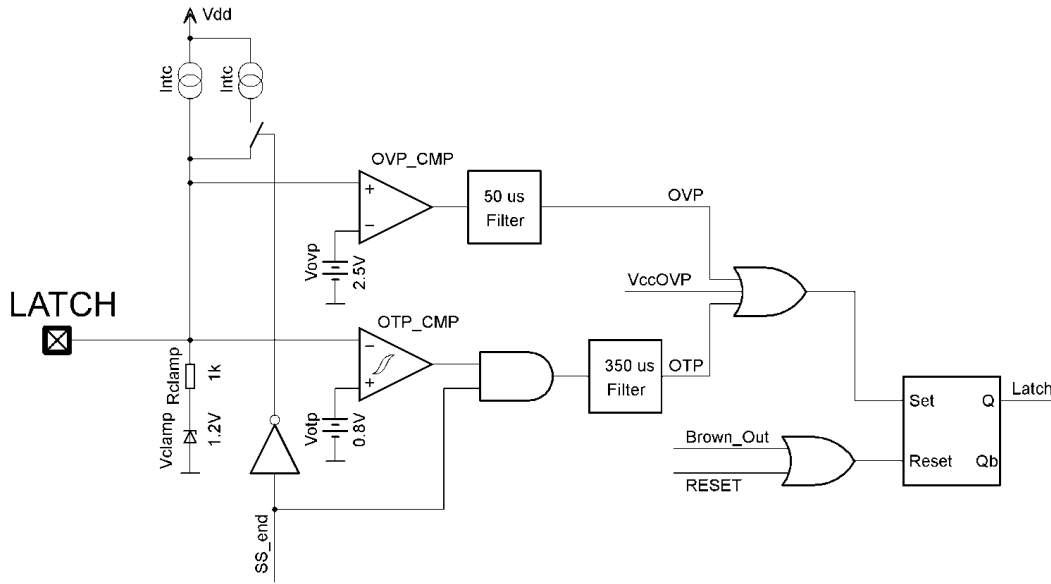 Vdd
Intc
Intc
OVP_CMP
+
−
50 us
Filter
OVP
Vovp
2.5V
VccOVP
LATCH
OTP_CMP
−
+
350 us
Filter
OTP
Rclamp
1k
Vclamp
1.2V
Votp
0.8V
Set
Q
Latch
Brown_Out
Reset
Qb
RESET
SS_end